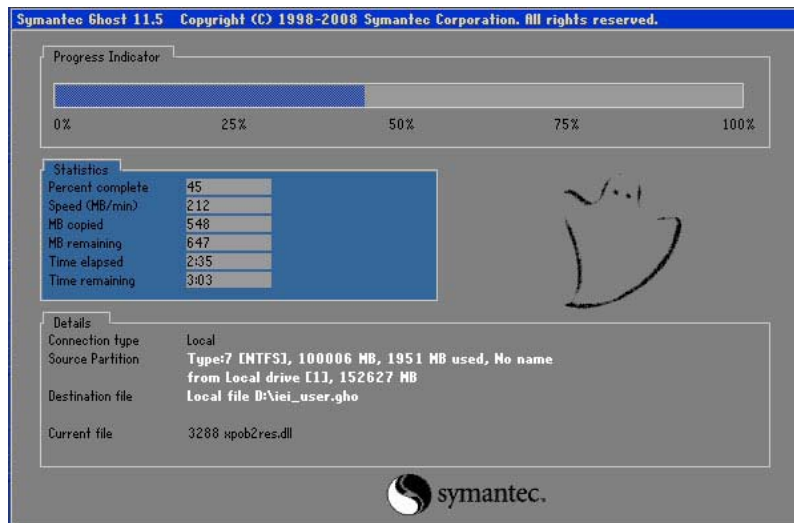 Symantec Ghost 11.5 Copyright (C) 1998-2008 Symantec Corporation. All rights reserved.
Progress Indicator
0% 25% 50% 75% 100%
Statistics
Percent complete 45
Speed (MB/min) 212
MB copied 548
MB remaining 647
Time elapsed 2:35
Time remaining 3:03
Details
Connection type Local
Source Partition Type:7 [NTFS], 100006 MB, 1951 MB used, No name
from Local drive [1], 152627 MB
Destination file Local file D:\iei_user.gho
Current file 3288 xpob2res.dll
symantec.